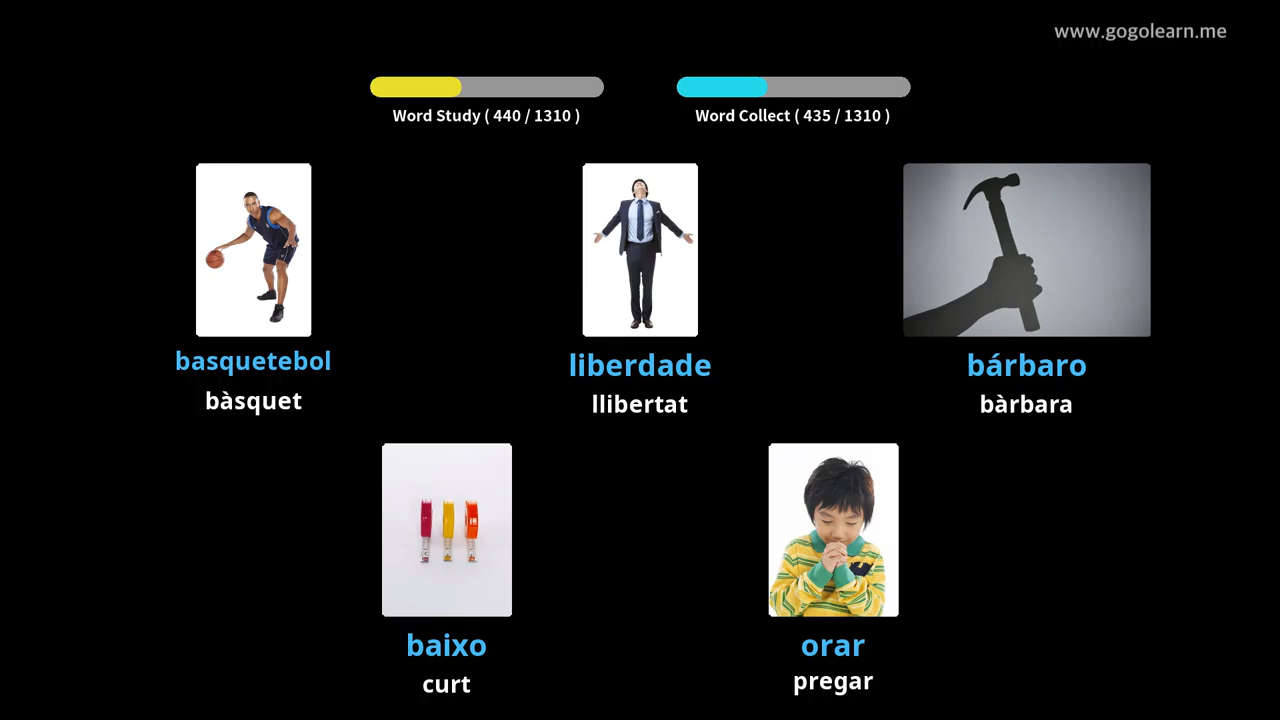 www.gogolearn.me
Word Study ( 440 / 1310 )
Word Collect ( 435 / 1310 )
basquetebol
bàsquet
liberdade
llibertat
bárbaro
bàrbara
baixo
curt
orar
pregar